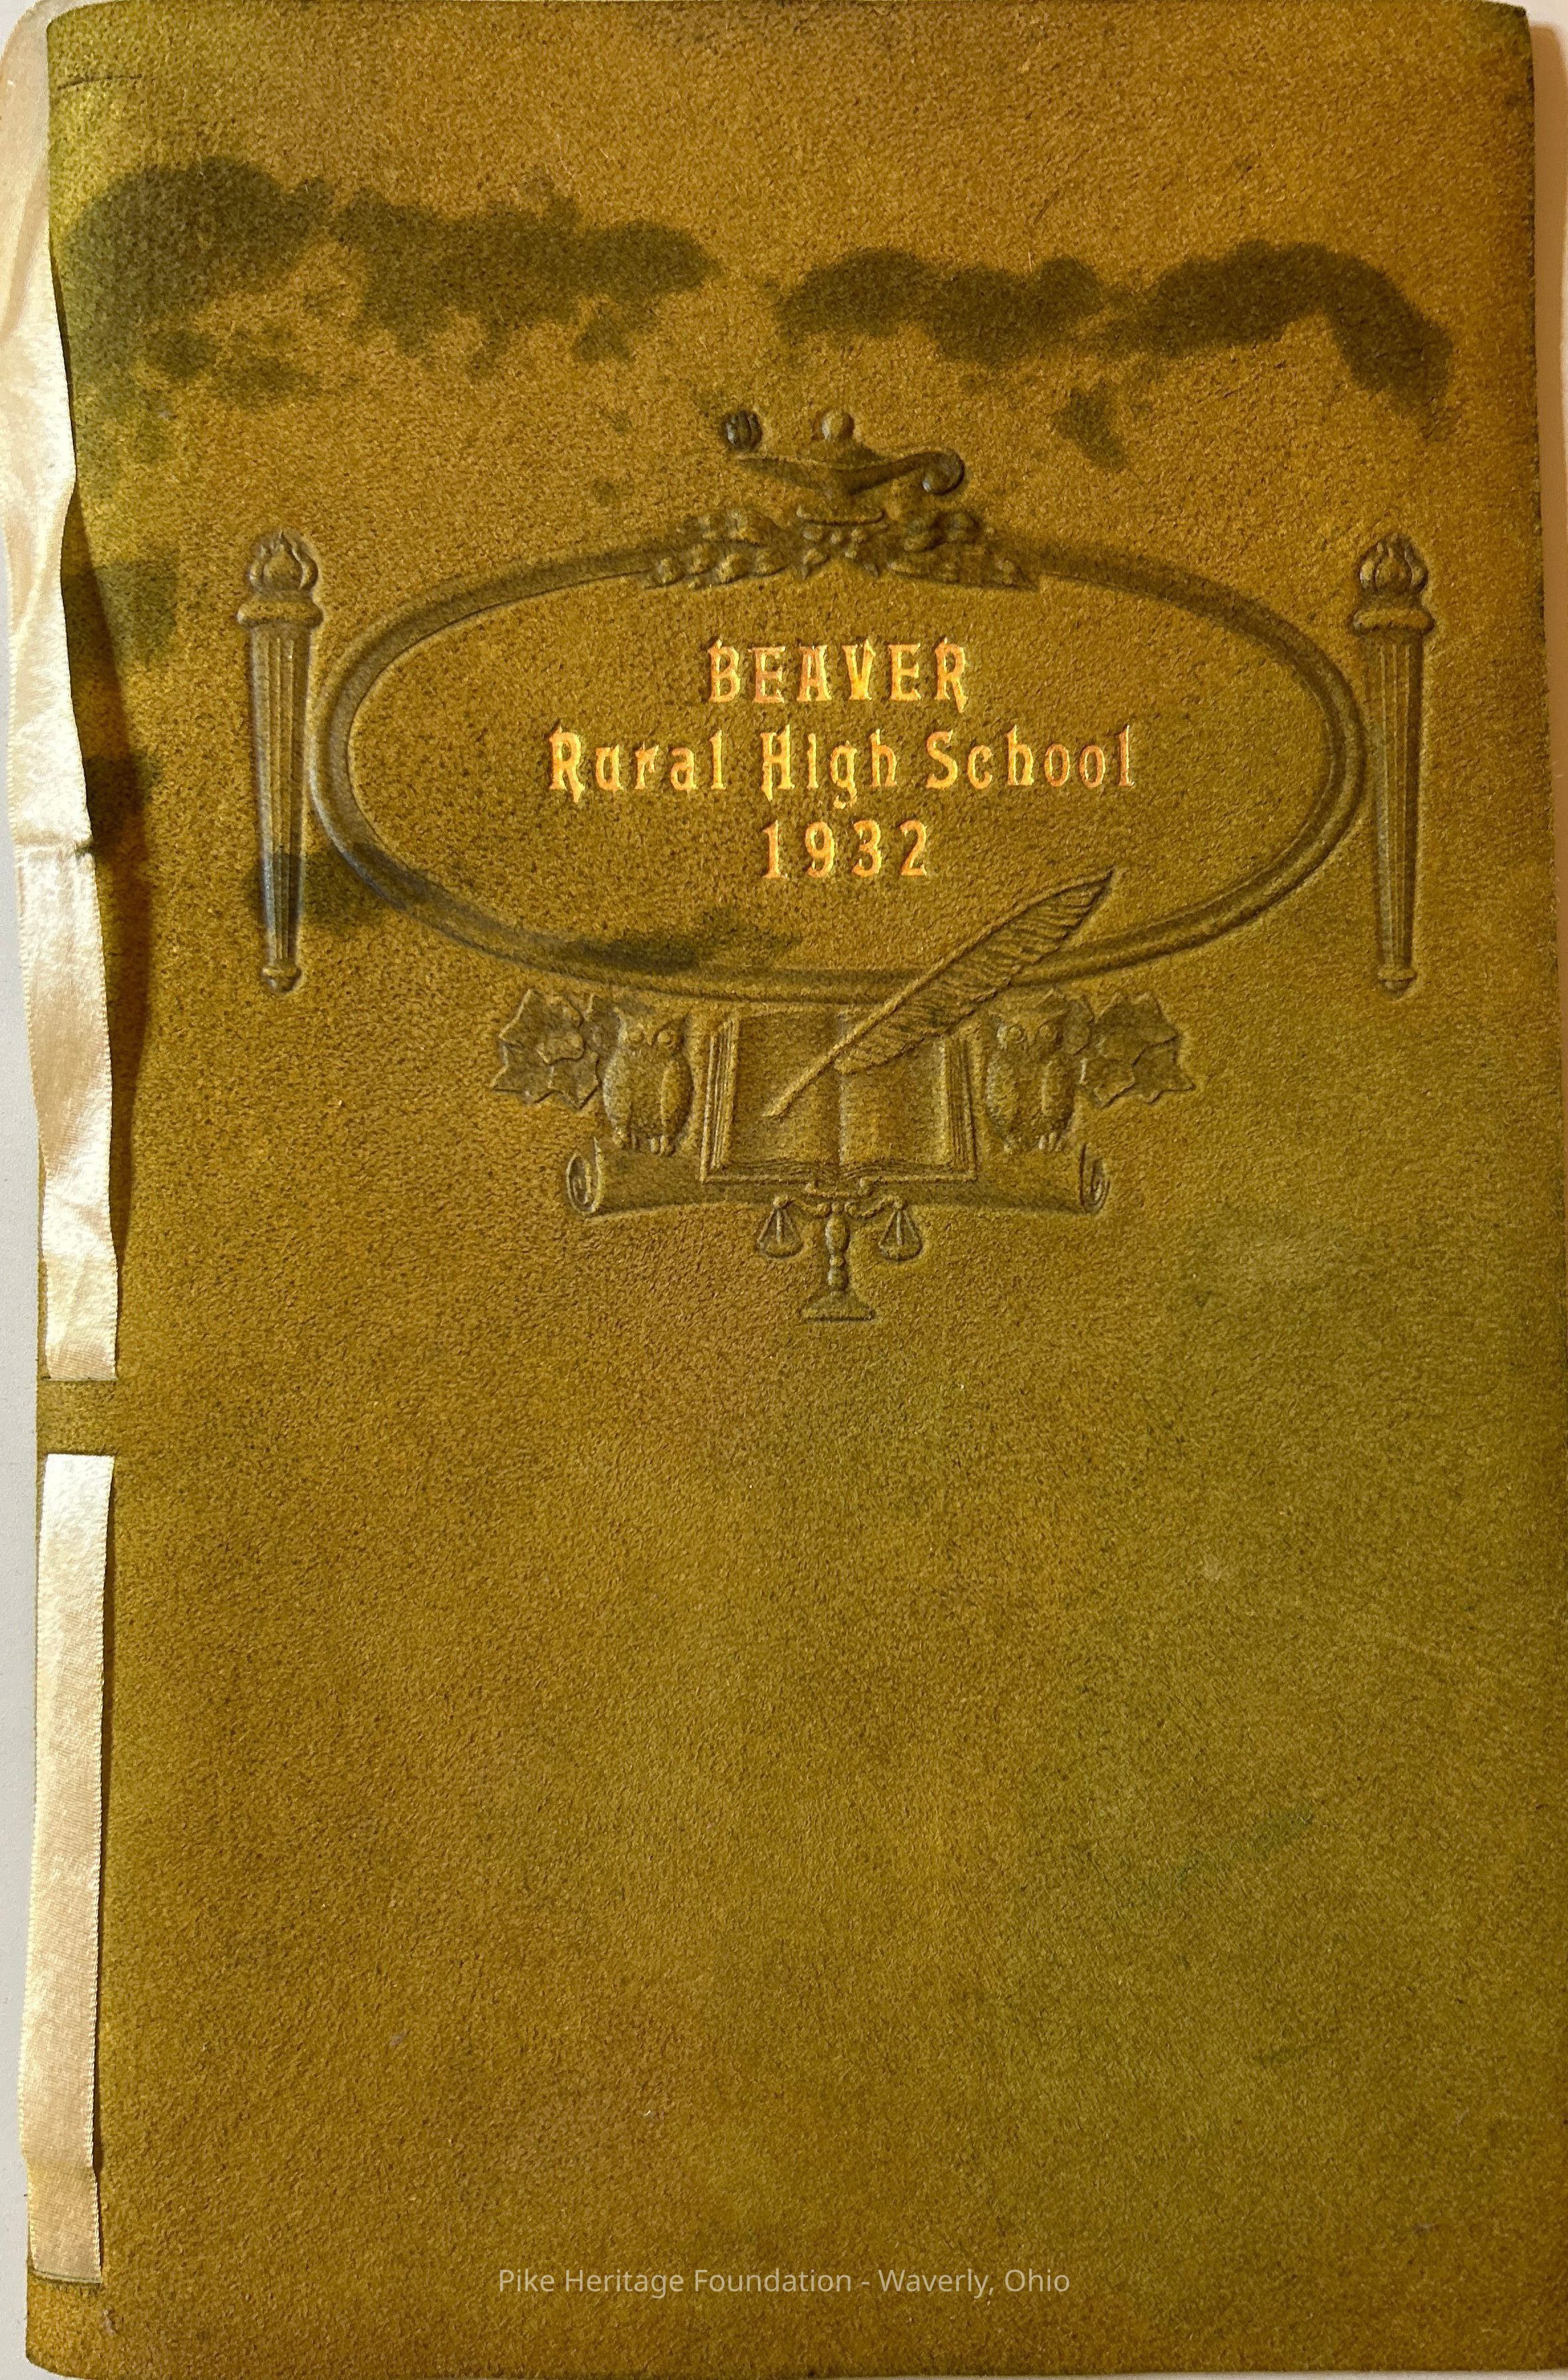 BEAVER
Rural High School
1932
Pike Heritage Foundation - Waverly, Ohio